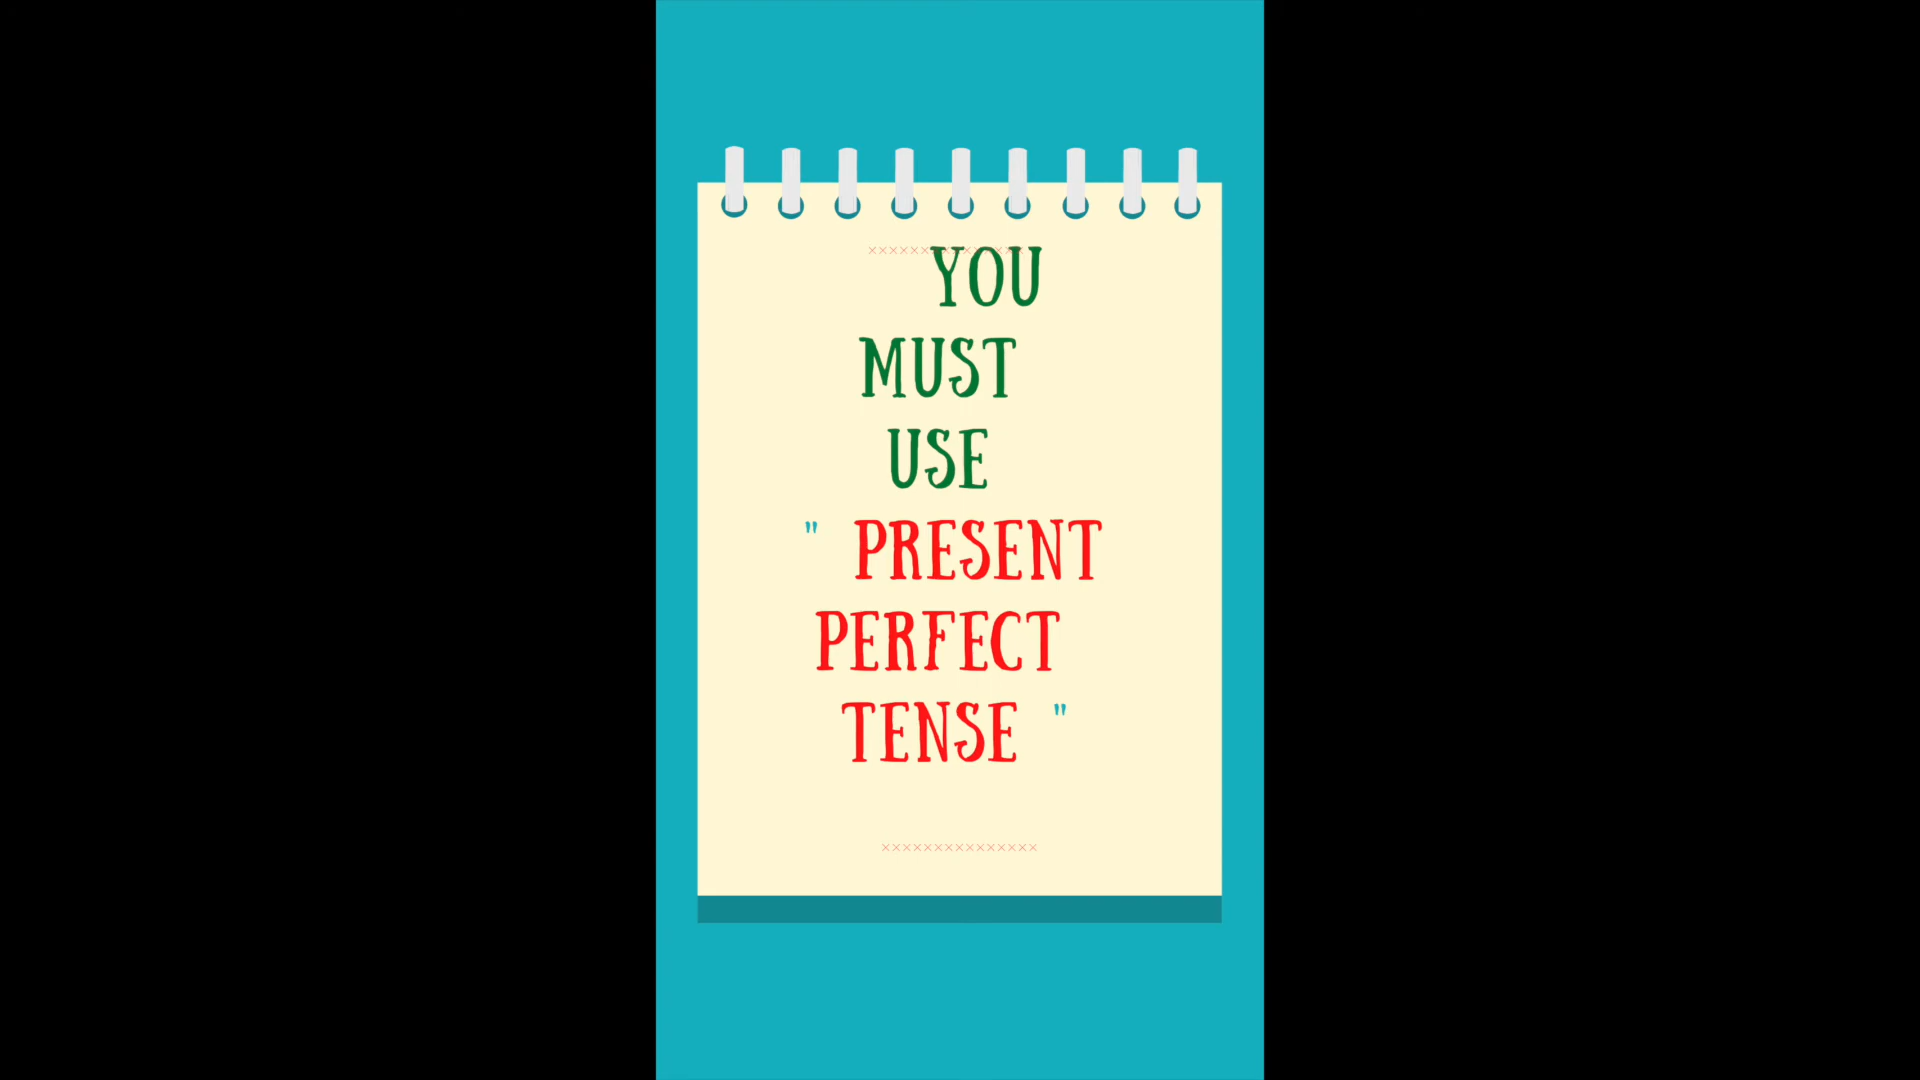 YOU
MUST
USE
" PRESENT
PERFECT
TENSE "